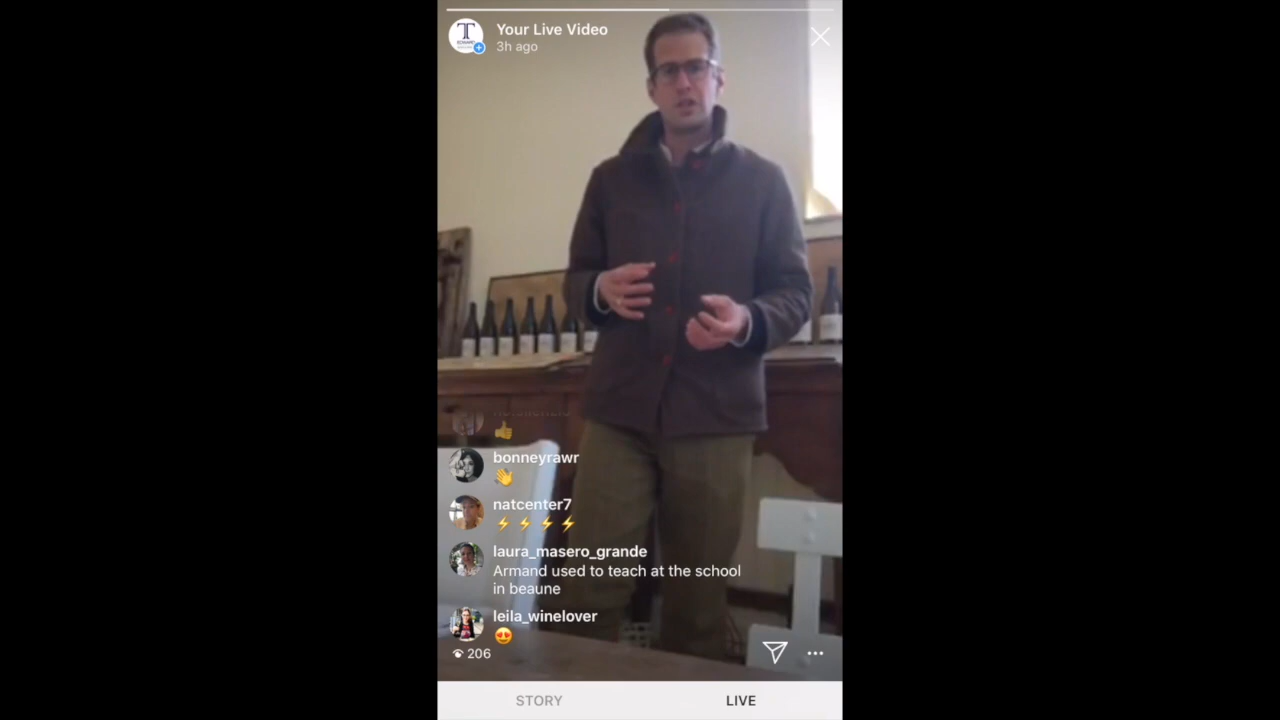 Your Live Video
3h ago
bonneyrawr
👋
natcenter7
⚡ ⚡ ⚡ ⚡
laura_masero_grande
Armand used to teach at the school
in beaune
leila_winelover
😍
206
STORY LIVE